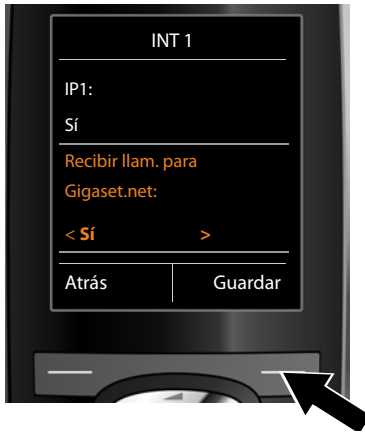 INT 1
IP1:
Sí
Recibir llam. para
Gigaset.net:
< Sí >
Atrás Guardar